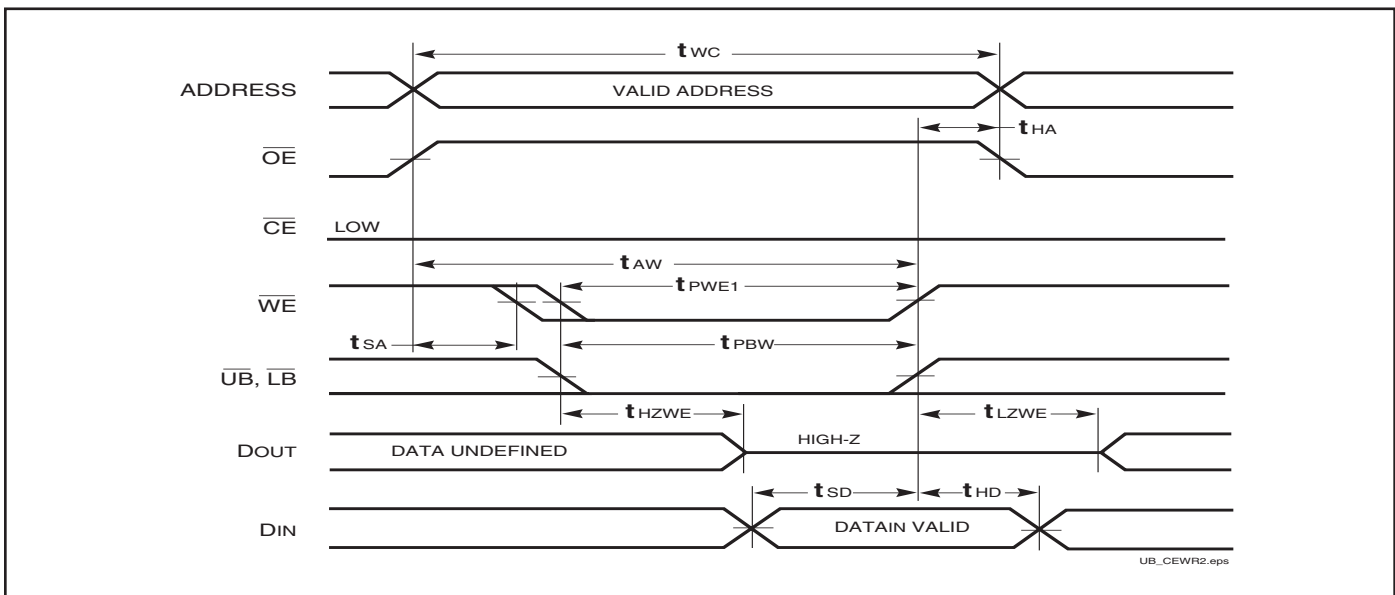 tWC
ADDRESS VALID ADDRESS
tHA
OE
CE LOW
tAW
tPWE1
WE
tSA tPBW
UB, LB
tHZWE tLZWE
DOUT DATA UNDEFINED HIGH-Z
tSD tHD
DIN DATAIN VALID
UB_CEWR2.eps